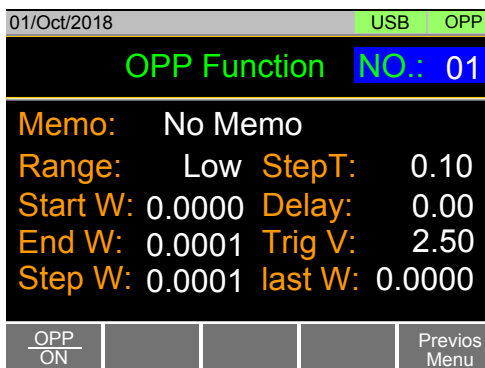 01/Oct/2018 USB OPP
OPP Function NO.: 01
Memo: No Memo
Range: Low StepT: 0.10
Start W: 0.0000 Delay: 0.00
End W: 0.0001 Trig V: 2.50
Step W: 0.0001 last W: 0.0000
OPP
ON
Previos
Menu